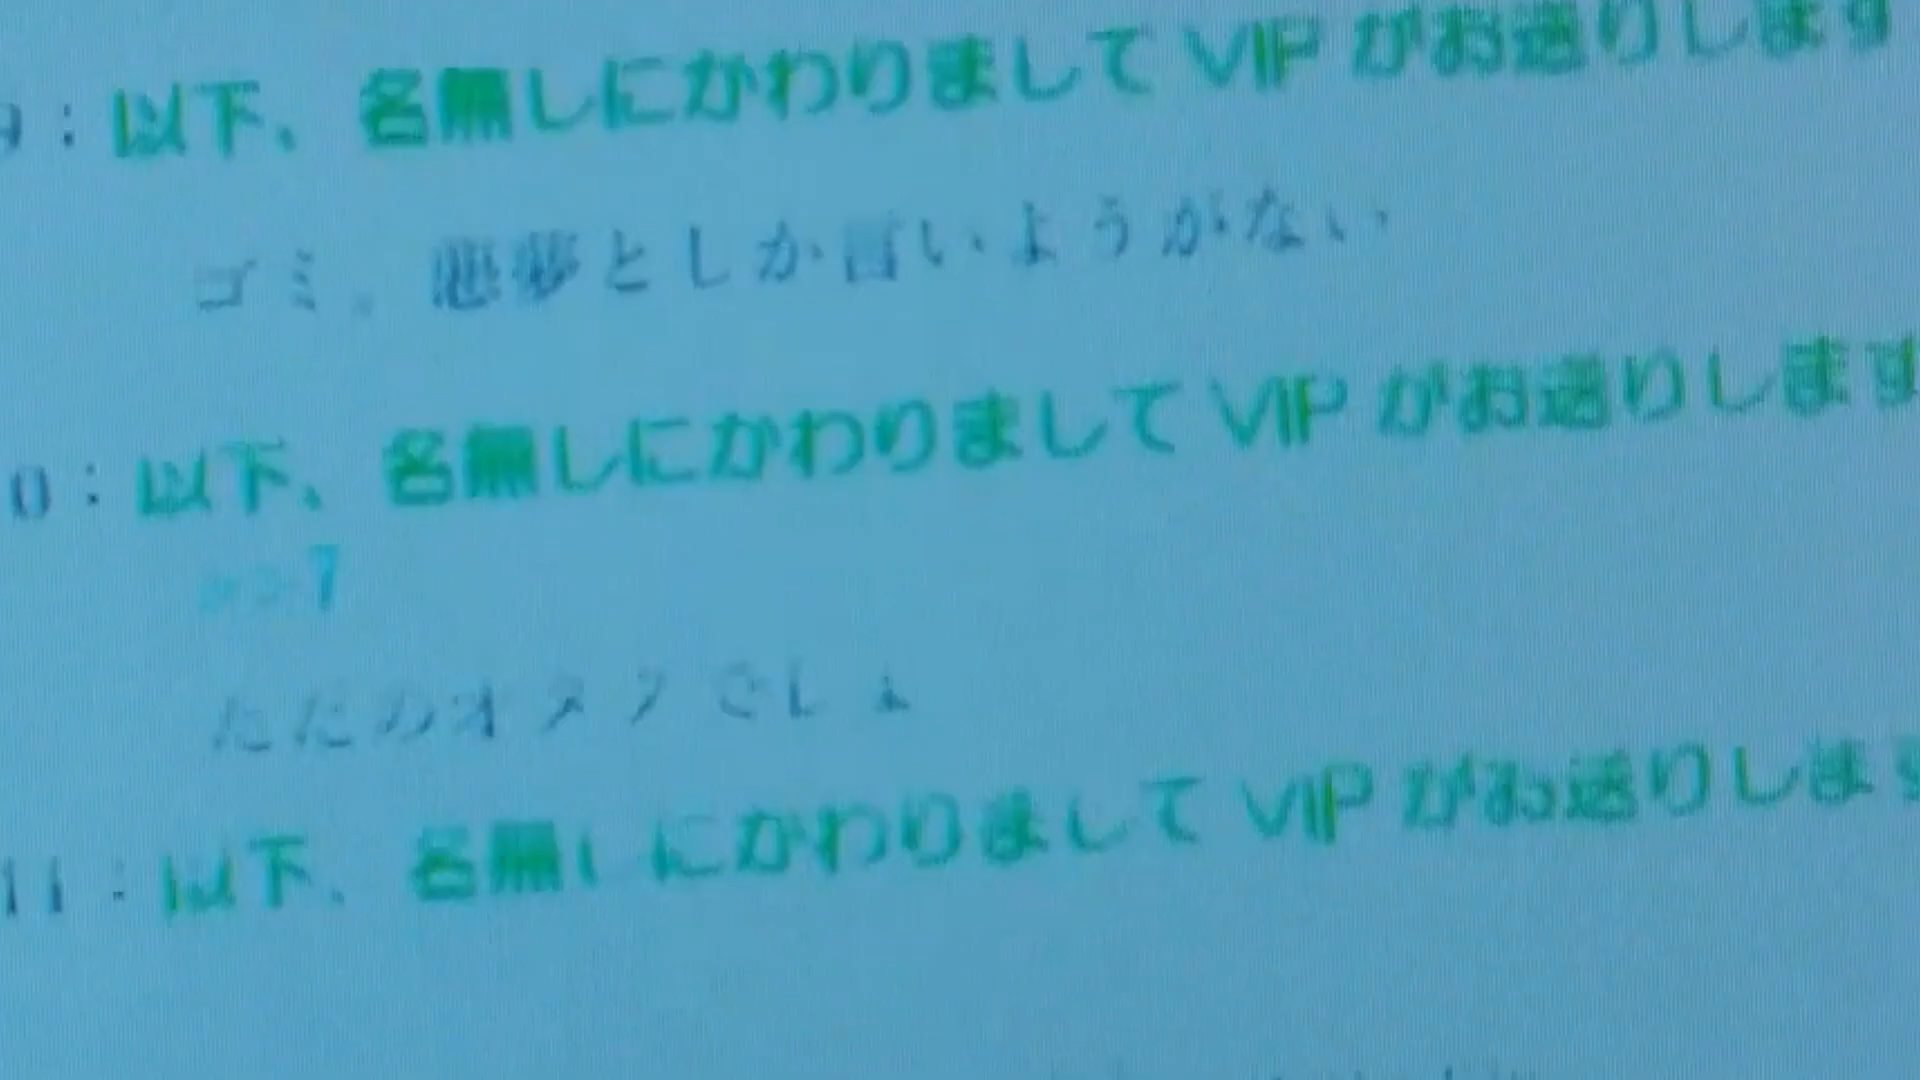 9：以下、名無しにかわりましてVIPがお送りします
ゴミ。悪夢としか言いようがない
0：以下、名無しにかわりましてVIPがお送りします
>>7
ただのオタクでしょ
11：以下、名無しにかわりましてVIPがお送りします